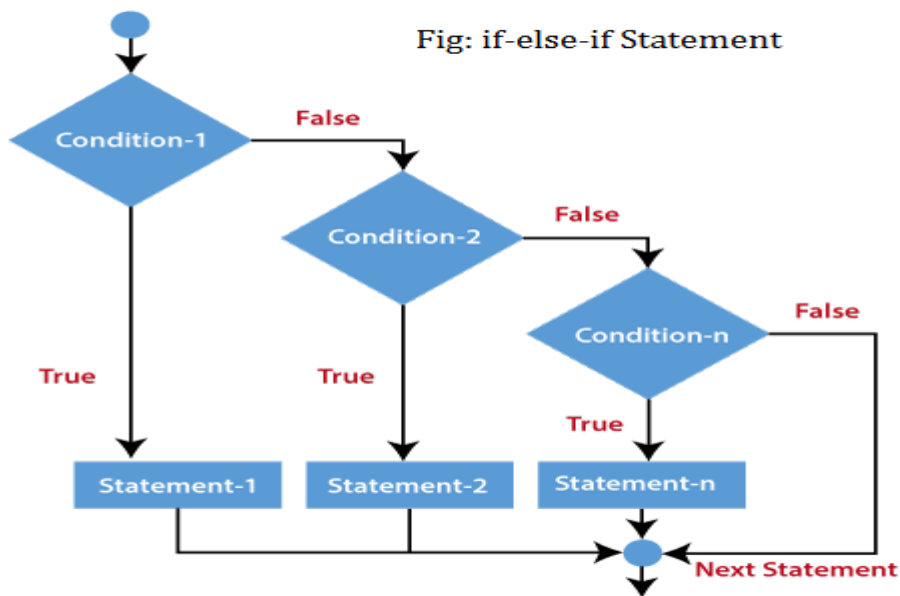 Fig: if-else-if Statement
Condition-1
False
Condition-2
False
Condition-n
False
True
True
True
Statement-1
Statement-2
Statement-n
Next Statement